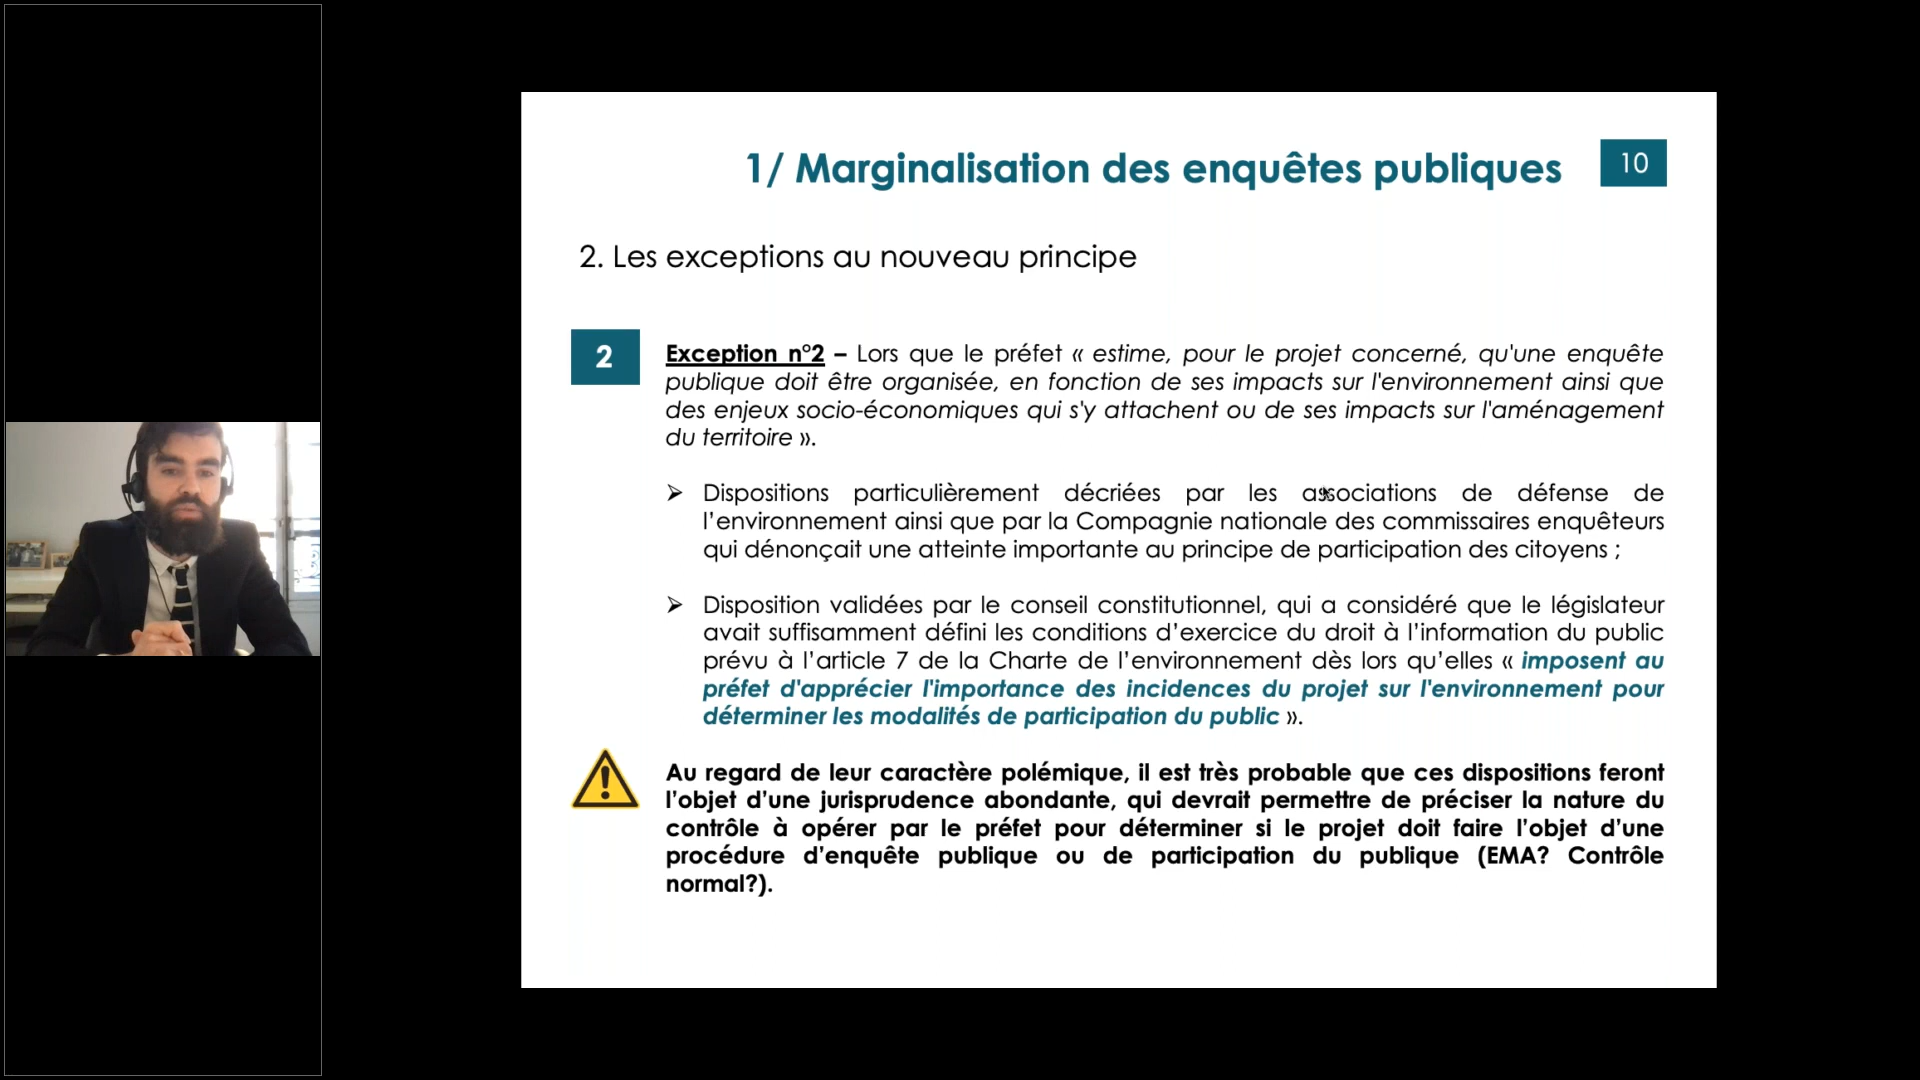 1/ Marginalisation des enquêtes publiques
10
2. Les exceptions au nouveau principe
2
Exception n°2 – Lors que le préfet « estime, pour le projet concerné, qu'une enquête
publique doit être organisée, en fonction de ses impacts sur l'environnement ainsi que
des enjeux socio-économiques qui s'y attachent ou de ses impacts sur l'aménagement
du territoire ».
Dispositions particulièrement décriées par les associations de défense de
l’environnement ainsi que par la Compagnie nationale des commissaires enquêteurs
qui dénonçait une atteinte importante au principe de participation des citoyens ;
Disposition validées par le conseil constitutionnel, qui a considéré que le législateur
avait suffisamment défini les conditions d’exercice du droit à l’information du public
prévu à l’article 7 de la Charte de l’environnement dès lors qu’elles « imposent au
préfet d'apprécier l'importance des incidences du projet sur l'environnement pour
déterminer les modalités de participation du public ».
Au regard de leur caractère polémique, il est très probable que ces dispositions feront
l’objet d’une jurisprudence abondante, qui devrait permettre de préciser la nature du
contrôle à opérer par le préfet pour déterminer si le projet doit faire l’objet d’une
procédure d’enquête publique ou de participation du publique (EMA? Contrôle
normal?).